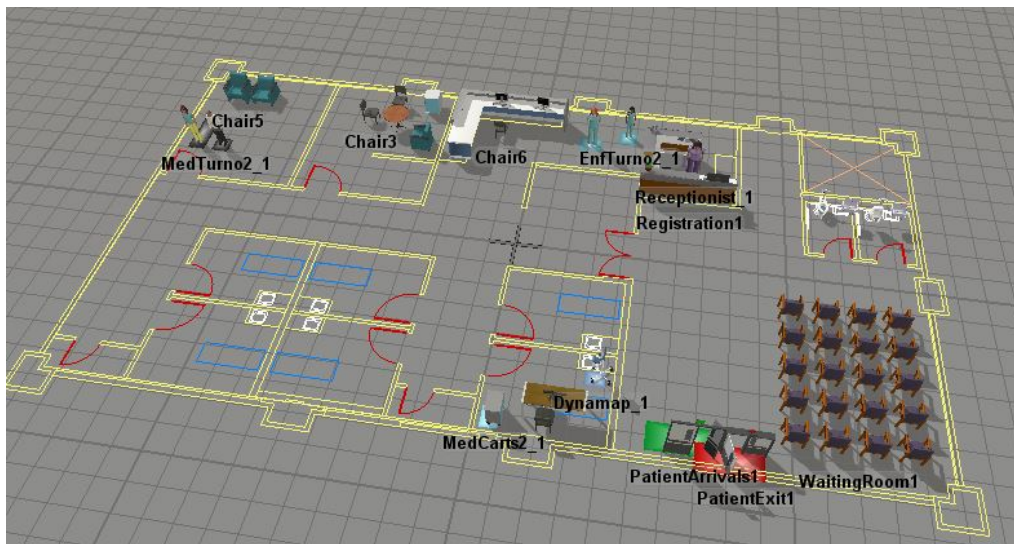 Chair5
MedTurno2_1
Chair3
Chair6
EnfTurno2_1
Receptionist_1
Registration1
Dynamap_1
MedCarts2_1
PatientArrivals1
PatientExit1
WaitingRoom1